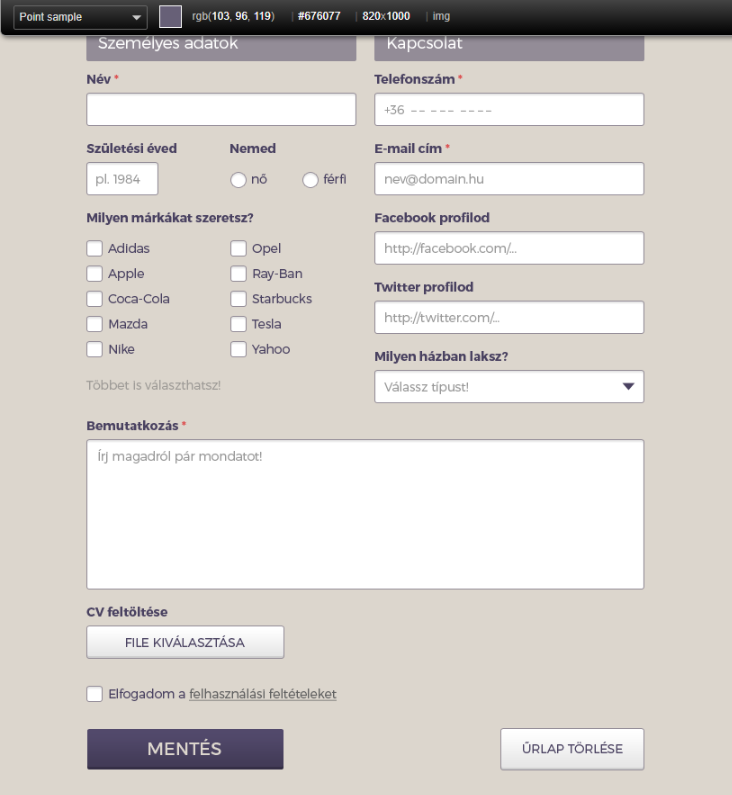 Point sample rgb(103, 96, 119) | #676077 | 820x1000 | img
Személyes adatok
Kapcsolat
Név *
Telefonszám *
+36 _ _ _ _ _ _ _ _ _
Születési éved
Nemed
E-mail cím *
pl. 1984
nő
férfi
nev@domain.hu
Milyen márkákat szeretsz?
Facebook profilod
Adidas
Opel
http://facebook.com/...
Apple
Ray-Ban
Coca-Cola
Starbucks
Twitter profilod
Mazda
Tesla
http://twitter.com/...
Nike
Yahoo
Milyen házban laksz?
Többet is választhatsz!
Válassz típust!
Bemutatkozás *
Írj magadról pár mondatot!
CV feltöltése
FILE KIVÁLASZTÁSA
Elfogadom a felhasználási feltételeket
MENTÉS
ŰRLAP TÖRLÉSE